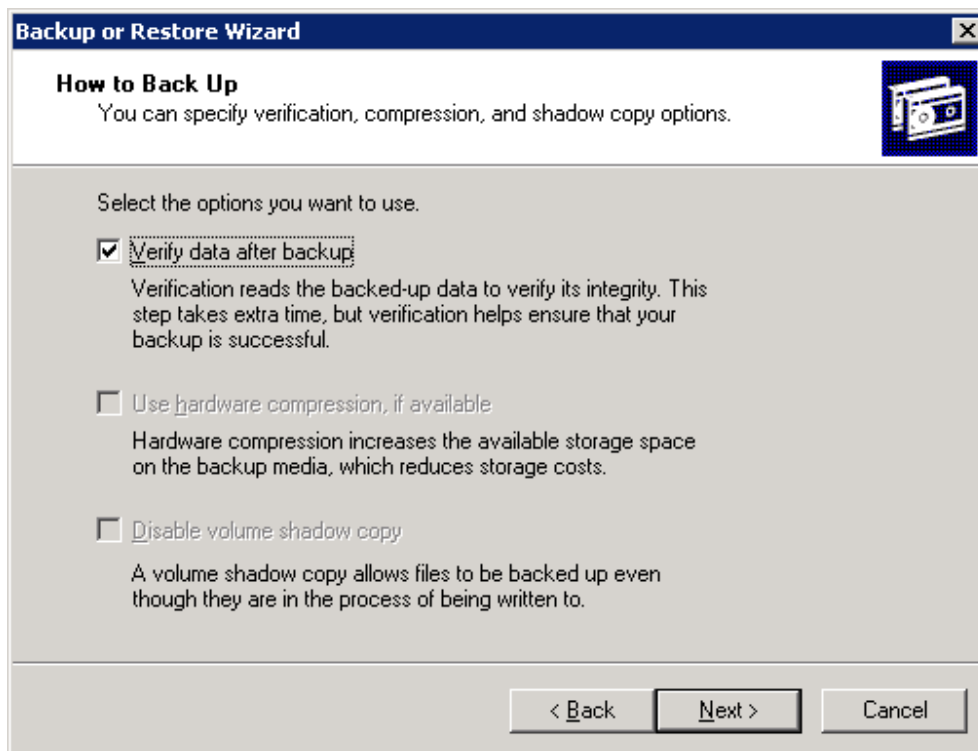 Backup or Restore Wizard
How to Back Up
You can specify verification, compression, and shadow copy options.
Select the options you want to use.
Verify data after backup
Verification reads the backed-up data to verify its integrity. This
step takes extra time, but verification helps ensure that your
backup is successful.
Use hardware compression, if available
Hardware compression increases the available storage space
on the backup media, which reduces storage costs.
Disable volume shadow copy
A volume shadow copy allows files to be backed up even
though they are in the process of being written to.
< Back Next > Cancel